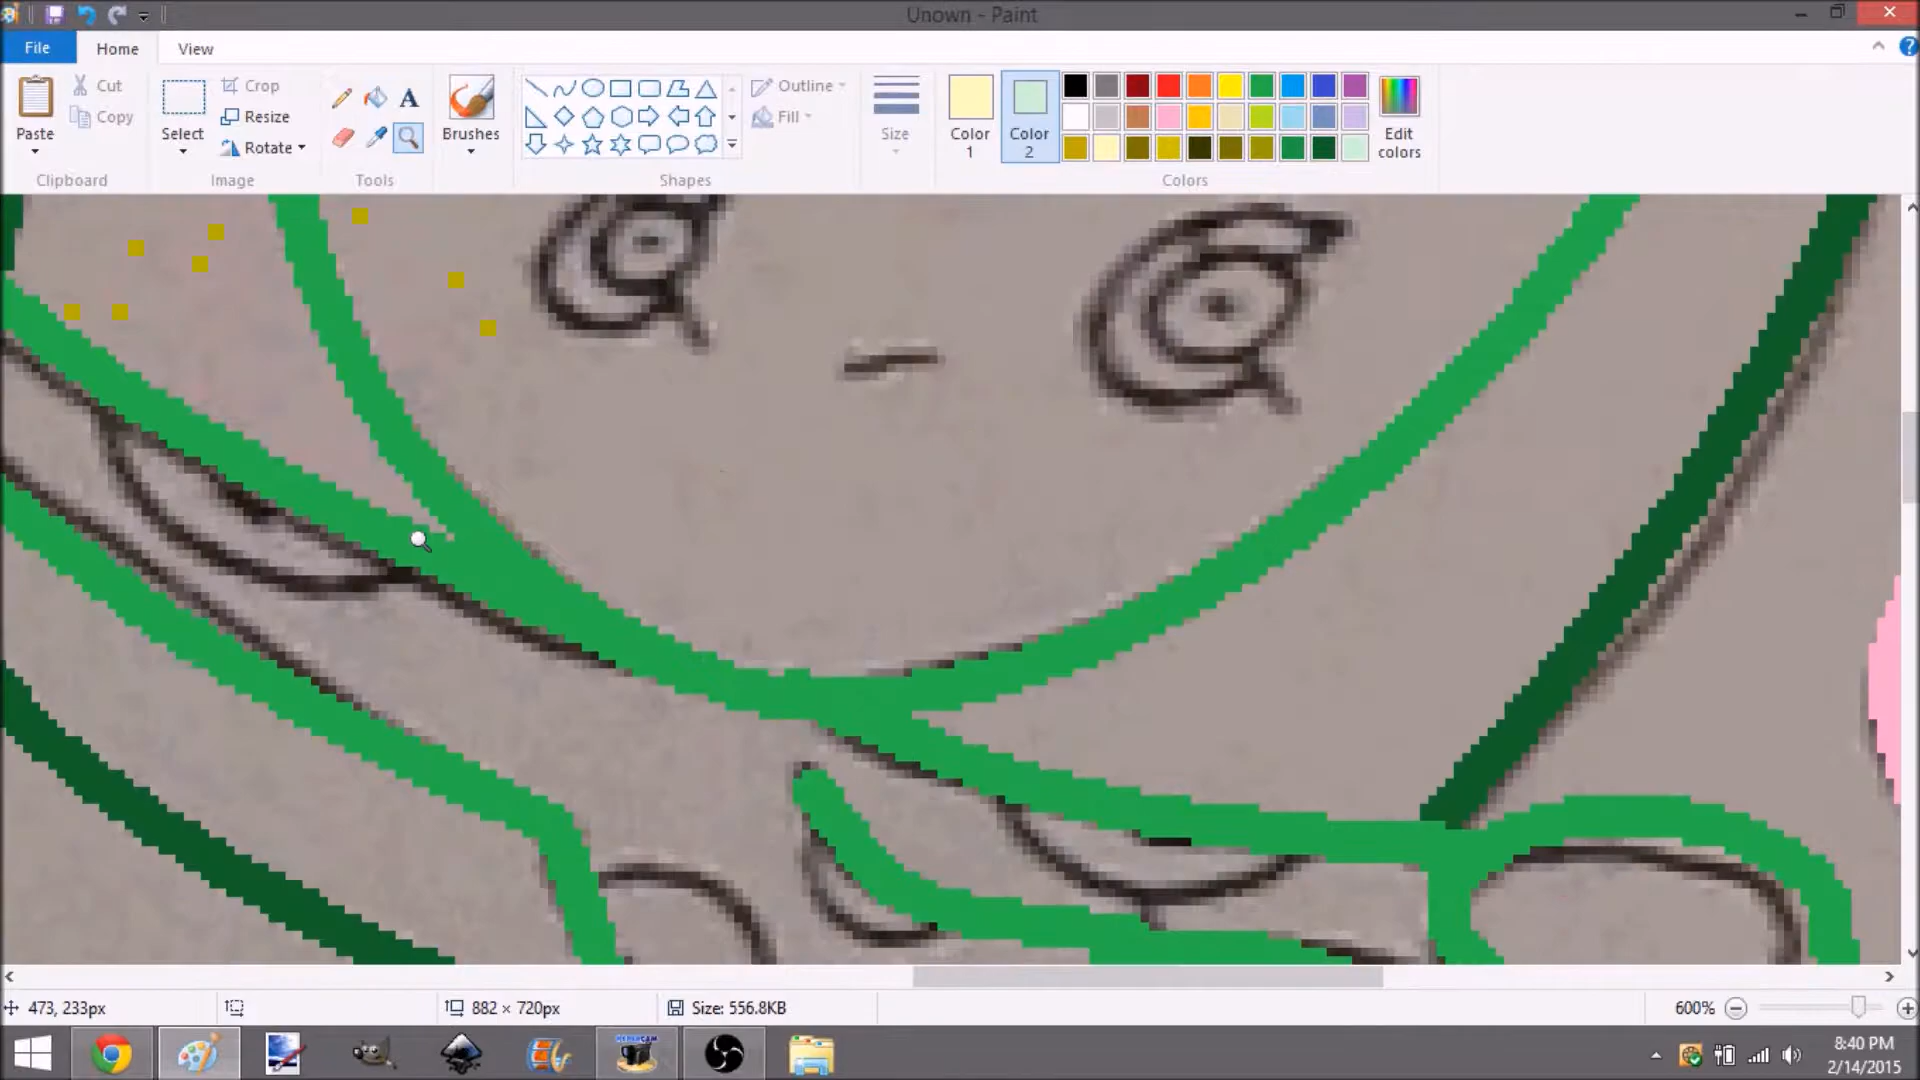 Unown - Paint
File
Home
View
Paste
Cut
Copy
Clipboard
Select
Crop
Resize
Rotate
Image
A
Tools
Brushes
Shapes
Outline
Fill
Size
Color
1
Color
2
Edit
colors
Colors
473, 233px
882 × 720px
Size: 556.8KB
600%
HYPERCAM
8:40 PM
2/14/2015